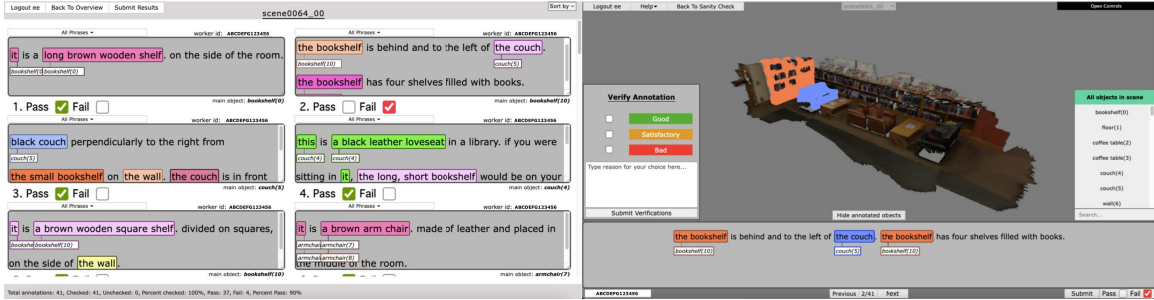 Logout ee Back To Overview Submit Results
Sort by
scene0064_00
All Phrases
worker id: ABCDEFG123456
it is a long brown wooden shelf. on the side of the room.
bookshelf(0) bookshelf(0)
main object: bookshelf(0)
1. Pass Fail
All Phrases
worker id: ABCDEFG123456
the bookshelf is behind and to the left of the couch.
bookshelf(10) couch(5)
the bookshelf has four shelves filled with books.
main object: bookshelf(10)
2. Pass Fail
All Phrases
worker id: ABCDEFG123456
black couch perpendicularly to the right from
couch(5)
the small bookshelf on the wall. the couch is in front
main object: couch(5)
3. Pass Fail
All Phrases
worker id: ABCDEFG123456
this is a black leather loveseat in a library. if you were
couch(4) couch(4)
sitting in it, the long, short bookshelf would be on your
main object: couch(4)
4. Pass Fail
All Phrases
worker id: ABCDEFG123456
it is a brown wooden square shelf. divided on squares,
bookshe bookshelf(10)
on the side of the wall.
main object: bookshelf(10)
All Phrases
worker id: ABCDEFG123456
it is a brown arm chair. made of leather and placed in
armchai armchair(7)
armchai armchair(8)
the middle of the room.
main object: armchair(7)
Total annotations: 41, Checked: 41, Unchecked: 0, Percent checked: 100%, Pass: 37, Fail: 4, Percent Pass: 90%
Logout ee Help Back To Sanity Check
scene0064_00
Open Controls
Verify Annotation
Good
Satisfactory
Bad
Type reason for your choice here...
Submit Verifications
All objects in scene
bookshelf(0)
floor(1)
coffee table(2)
coffee table(3)
couch(4)
couch(5)
wall(6)
Search...
Hide annotated objects
the bookshelf is behind and to the left of the couch. the bookshelf has four shelves filled with books.
bookshelf(10) couch(5) bookshelf(10)
ABCDEFG123456
Previous 2/41 Next
Submit Pass Fail